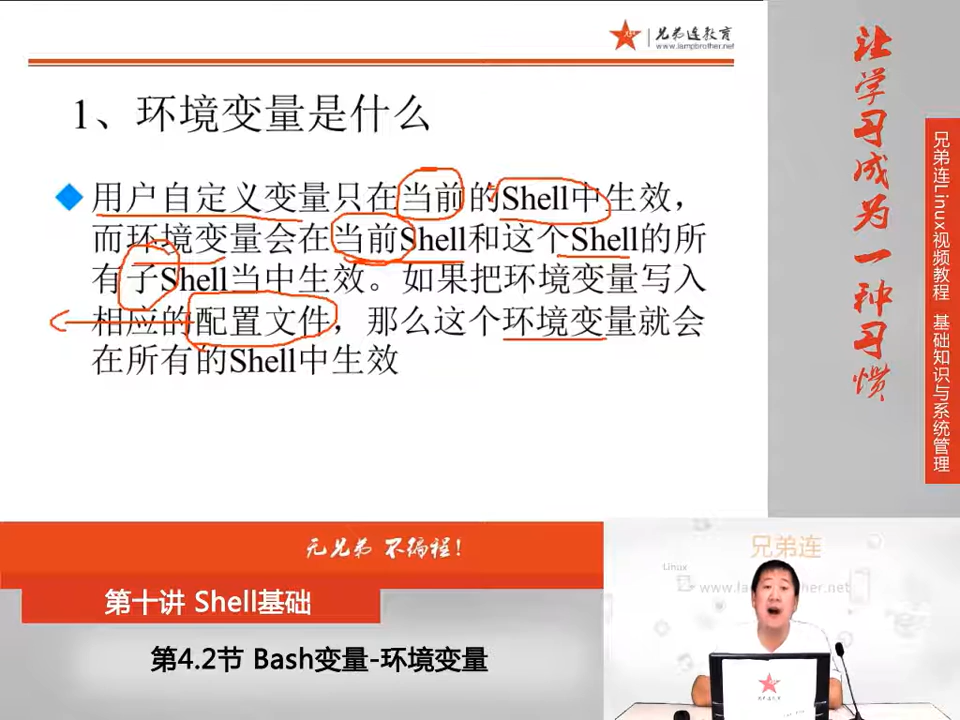 兄弟连教育
www.lampbrother.net
1、环境变量是什么
用户自定义变量只在当前的Shell中生效，
而环境变量会在当前Shell和这个Shell的所
有子Shell当中生效。如果把环境变量写入
相应的配置文件，那么这个环境变量就会
在所有的Shell中生效
让学习成为一种习惯
兄弟连Linux视频教程 基础知识与系统管理
无兄弟 不编程！
第十讲 Shell基础
第4.2节 Bash变量-环境变量
兄弟连
Linux